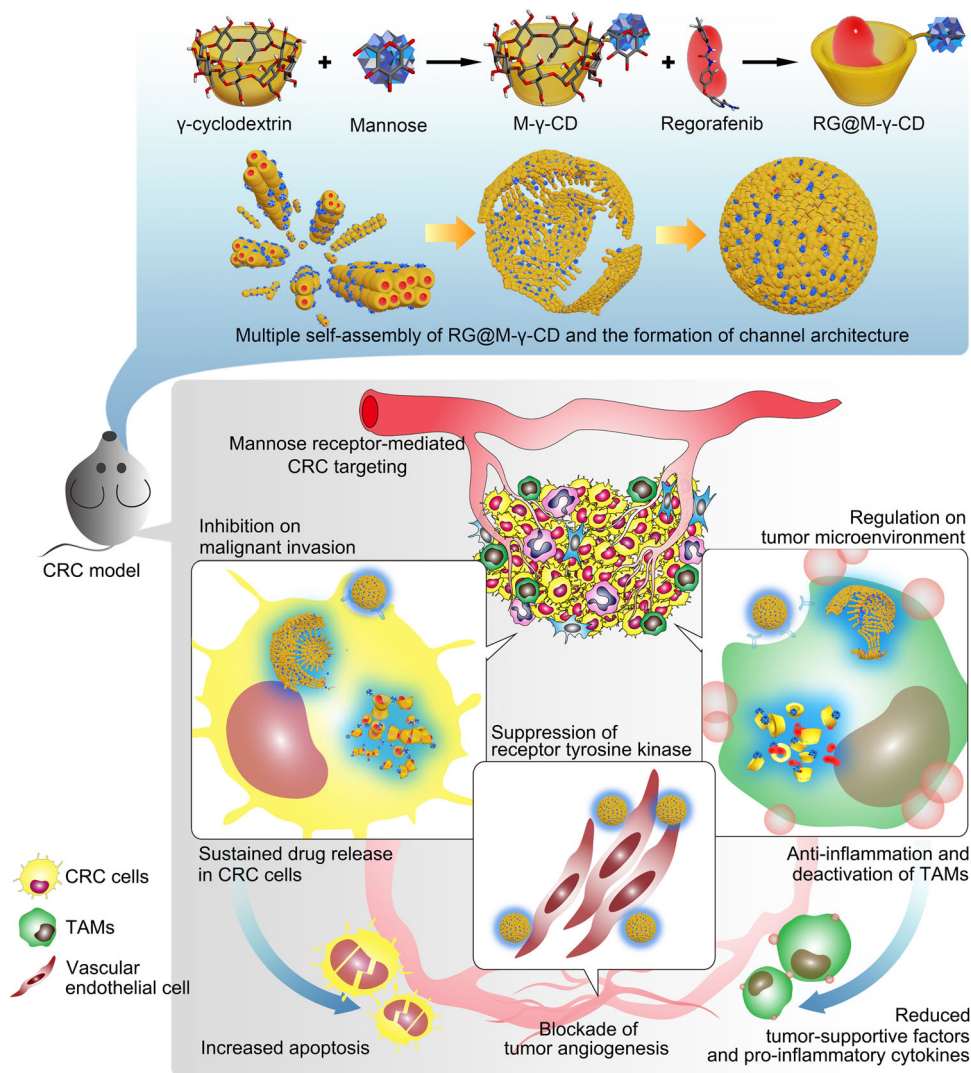 γ-cyclodextrin
+
Mannose
M-γ-CD
+
Regorafenib
RG@M-γ-CD
Multiple self-assembly of RG@M-γ-CD and the formation of channel architecture
CRC model
Mannose receptor-mediated
CRC targeting
Inhibition on
malignant invasion
Regulation on
tumor microenvironment
Suppression of
receptor tyrosine kinase
Sustained drug release
in CRC cells
Anti-inflammation and
deactivation of TAMs
CRC cells
TAMs
Vascular
endothelial cell
Increased apoptosis
Blockade of
tumor angiogenesis
Reduced
tumor-supportive factors
and pro-inflammatory cytokines